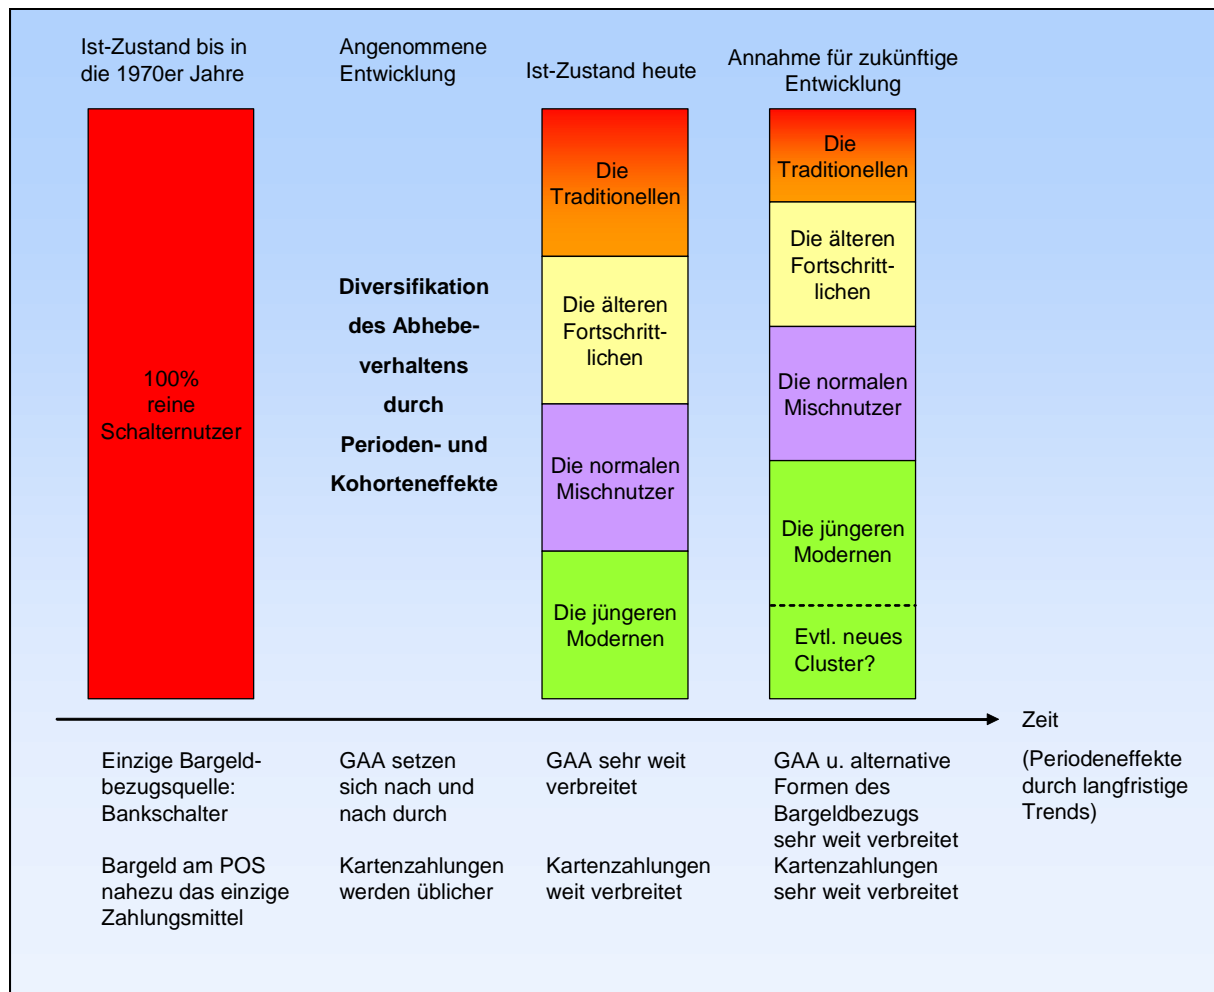 Ist-Zustand bis in
die 1970er Jahre
Angenommene
Entwicklung
Ist-Zustand heute
Annahme für zukünftige
Entwicklung
100%
reine
Schalternutzer
Diversifikation
des Abhebe-
verhaltens
durch
Perioden- und
Kohorteneffekte
Die
Traditionellen
Die älteren
Fortschritt-
lichen
Die normalen
Mischnutzer
Die jüngeren
Modernen
Die
Traditionellen
Die älteren
Fortschritt-
lichen
Die normalen
Mischnutzer
Die jüngeren
Modernen
Evtl. neues
Cluster?
Zeit
(Periodeneffekte
durch langfristige
Trends)
Einzige Bargeld-
bezugsquelle:
Bankschalter
Bargeld am POS
nahezu das einzige
Zahlungsmittel
GAA setzen
sich nach und
nach durch
Kartenzahlungen
werden üblicher
GAA sehr weit
verbreitet
Kartenzahlungen
weit verbreitet
GAA u. alternative
Formen des
Bargeldbezugs
sehr weit verbreitet
Kartenzahlungen
sehr weit verbreitet